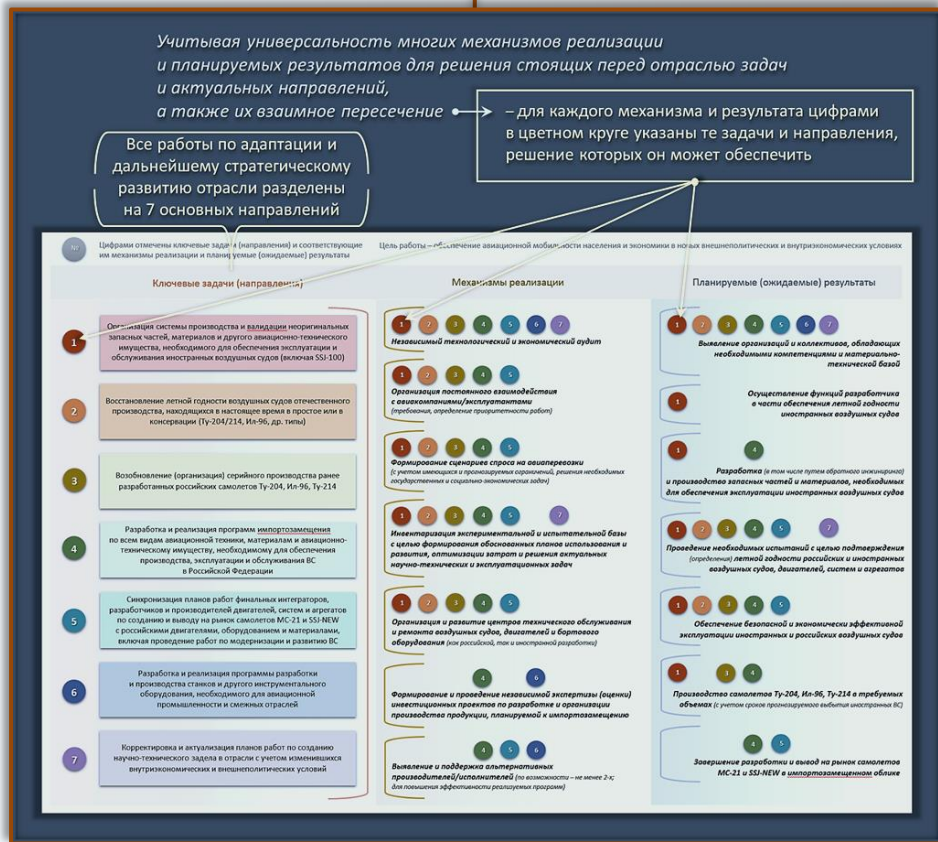 Учитывая универсальность многих механизмов реализации
и планируемых результатов для решения стоящих перед отраслью задач
и актуальных направлений,
а также их взаимное пересечение
– для каждого механизма и результата цифрами
в цветном круге указаны те задачи и направления,
решение которых он может обеспечить
Все работы по адаптации и
дальнейшему стратегическому
развитию отрасли разделены
на 7 основных направлений
№
Цифрами отмечены ключевые задачи (направления) и соответствующие
им механизмы реализации и планируемые (ожидаемые) результаты
Цель работы – обеспечение авиационной мобильности населения и экономики в новых внешнеполитических и внутриэкономических условиях
Ключевые задачи (направления)
1
Организация системы производства и валидации неоригинальных
запасных частей, материалов и другого авиационно-технического
имущества, необходимого для обеспечения эксплуатации и
обслуживания иностранных воздушных судов (включая SSJ-100)
2
Восстановление летной годности воздушных судов отечественного
производства, находящихся в настоящее время в простое или в
консервации (Ту-204/214, Ил-96, др. типы)
3
Возобновление (организация) серийного производства ранее
разработанных российских самолетов Ту-204, Ил-96, Ту-214
4
Разработка и реализация программ импортозамещения
по всем видам авиационной техники, материалам и авиационно-
техническому имуществу, необходимому для обеспечения
производства, эксплуатации и обслуживания ВС
в Российской Федерации
5
Синхронизация планов работ финальных интеграторов,
разработчиков и производителей двигателей, систем и агрегатов
по созданию и выводу на рынок самолетов МС-21 и SSJ-NEW
с российскими двигателями, оборудованием и материалами,
включая проведение работ по модернизации и развитию ВС
6
Разработка и реализация программы разработки
и производства станков и другого инструментального
оборудования, необходимого для авиационной
промышленности и смежных отраслей
7
Корректировка и актуализация планов работ по созданию
научно-технического задела в отрасли с учетом изменившихся
внутриэкономических и внешнеполитических условий
Механизмы реализации
1 2 3 4 5 6 7
Независимый технологический и экономический аудит
1 2 3 4 5
Организация постоянного взаимодействия
с авиакомпаниями/эксплуатантами
(требования, определение приоритетности работ)
1 2 3 4 5
Формирование сценариев спроса на авиаперевозки
(с учетом имеющихся и прогнозируемых ограничений, решения необходимых
государственных и социально-экономических задач)
1 2 3 4 5 7
Инвентаризация экспериментальной и испытательной базы
с целью формирования обоснованных планов использования и
развития, оптимизации затрат и решения актуальных
научно-технических и эксплуатационных задач
1 2 3 4 5
Организация и развитие центров технического обслуживания
и ремонта воздушных судов, двигателей и бортового
оборудования (как российской, так и иностранной разработки)
4 6
Формирование и проведение независимой экспертизы (оценки)
инвестиционных проектов по разработке и организации
производства продукции, планируемой к импортозамещению
4 5 6
Выявление и поддержка альтернативных
производителей/исполнителей (по возможности – не менее 2-х;
для повышения эффективности реализуемых программ)
Планируемые (ожидаемые) результаты
1 2 3 4 5 6 7
Выявление организаций и коллективов, обладающих
необходимыми компетенциями и материально-
технической базой
1
Осуществление функций разработчика
в части обеспечения летной годности
иностранных воздушных судов
1 4
Разработка (в том числе путем обратного инжиниринга)
и производство запасных частей и материалов, необходимых
для обеспечения эксплуатации иностранных воздушных судов
1 2 3 4 5 7
Проведение необходимых испытаний с целью подтверждения
(определения) летной годности российских и иностранных
воздушных судов, двигателей, систем и агрегатов
1 2 3 4 5
Обеспечение безопасной и экономически эффективной
эксплуатации иностранных и российских воздушных судов
1 3 4
Производство самолетов Ту-204, Ил-96, Ту-214 в требуемых
объемах (с учетом сроков прогнозируемого выбытия иностранных ВС)
4 5
Завершение разработки и вывод на рынок самолетов
МС-21 и SSJ-NEW в импортозамещенном облике